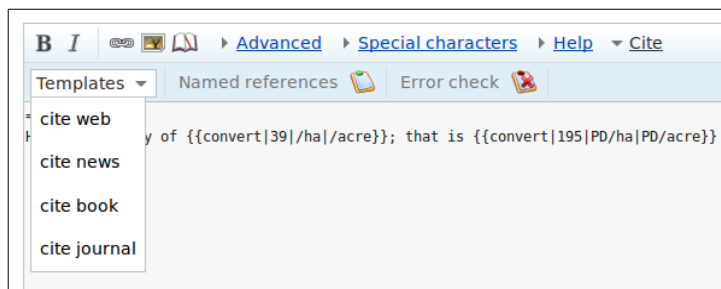 B I Advanced Special characters Help Cite
Templates Named references Error check
cite web
y of {{convert|39|/ha|/acre}}; that is {{convert|195|PD/ha|PD/acre}}
cite news
cite book
cite journal